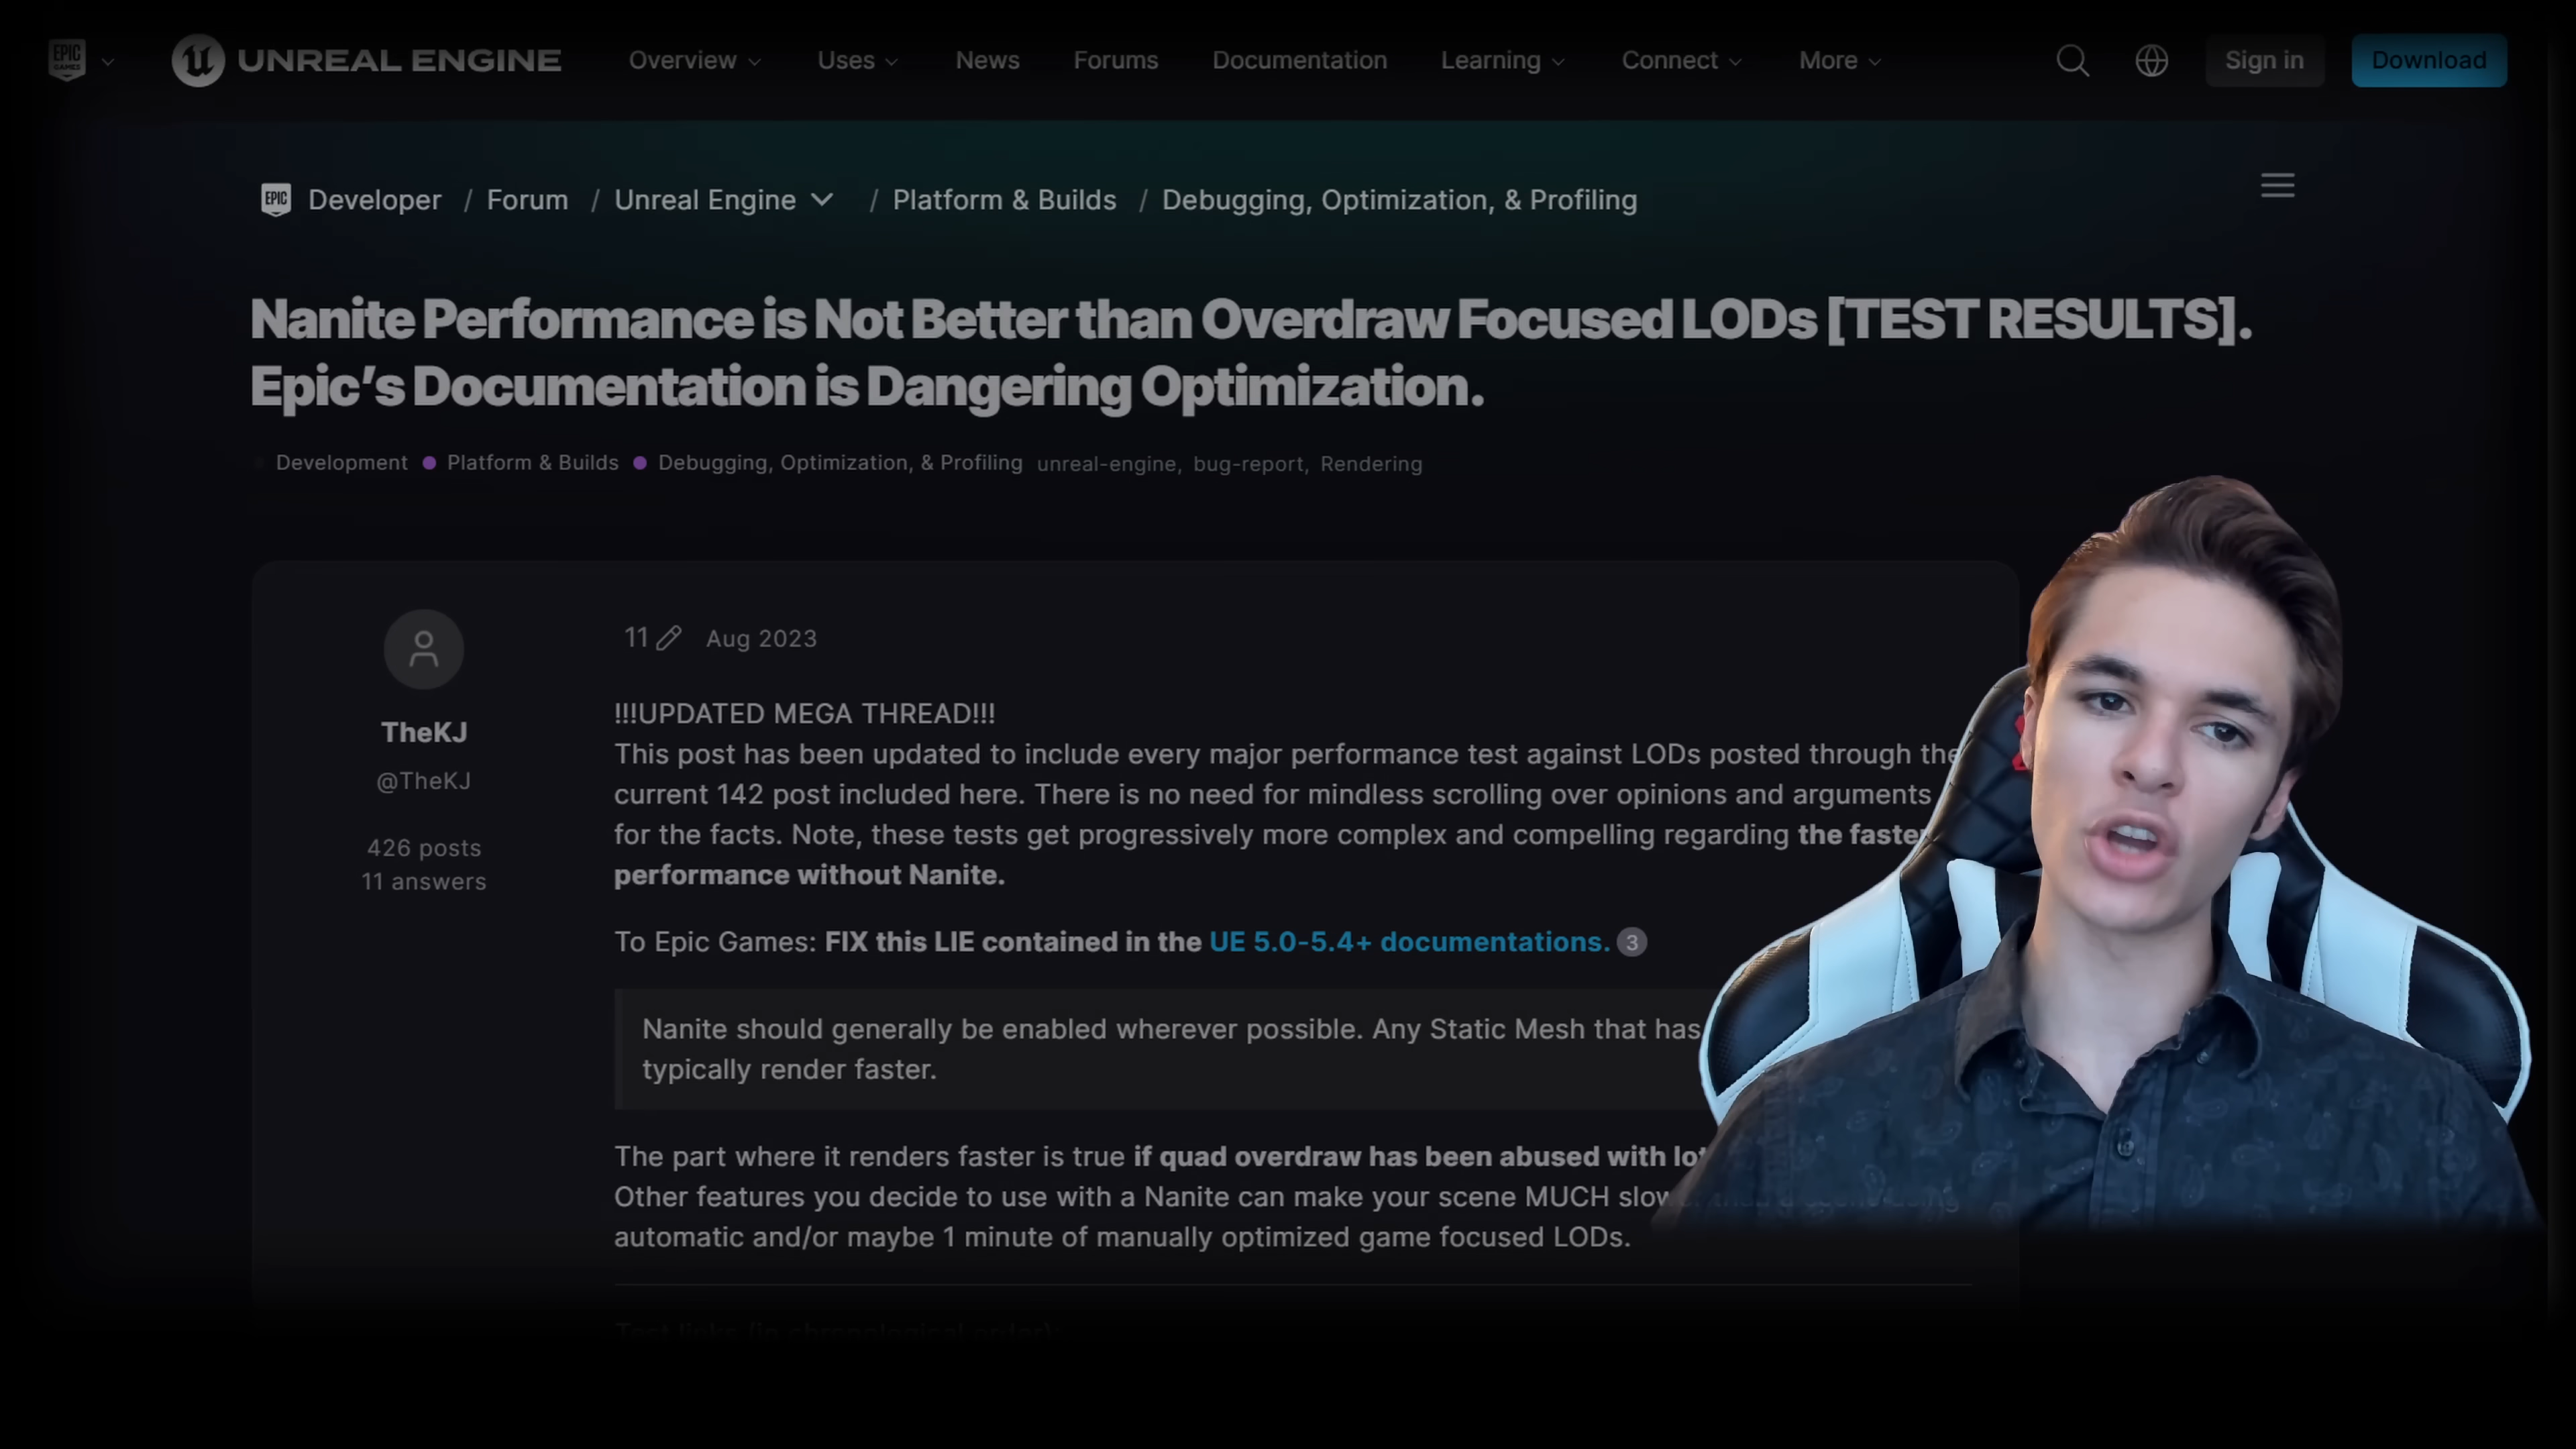 EPIC GAMES
UNREAL ENGINE Overview Uses News Forums Documentation Learning Connect More Sign in Download
EPIC Developer / Forum / Unreal Engine / Platform & Builds / Debugging, Optimization, & Profiling
Nanite Performance is Not Better than Overdraw Focused LODs [TEST RESULTS].
Epic’s Documentation is Dangering Optimization.
Development Platform & Builds Debugging, Optimization, & Profiling unreal-engine, bug-report, Rendering
11 Aug 2023
TheKJ
@TheKJ
426 posts
11 answers
!!!UPDATED MEGA THREAD!!!
This post has been updated to include every major performance test against LODs posted through the
current 142 post included here. There is no need for mindless scrolling over opinions and arguments
for the facts. Note, these tests get progressively more complex and compelling regarding the faster
performance without Nanite.
To Epic Games: FIX this LIE contained in the UE 5.0-5.4+ documentations. 3
Nanite should generally be enabled wherever possible. Any Static Mesh that has
typically render faster.
The part where it renders faster is true if quad overdraw has been abused with
Other features you decide to use with a Nanite can make your scene MUCH
automatic and/or maybe 1 minute of manually optimized game focused LODs.